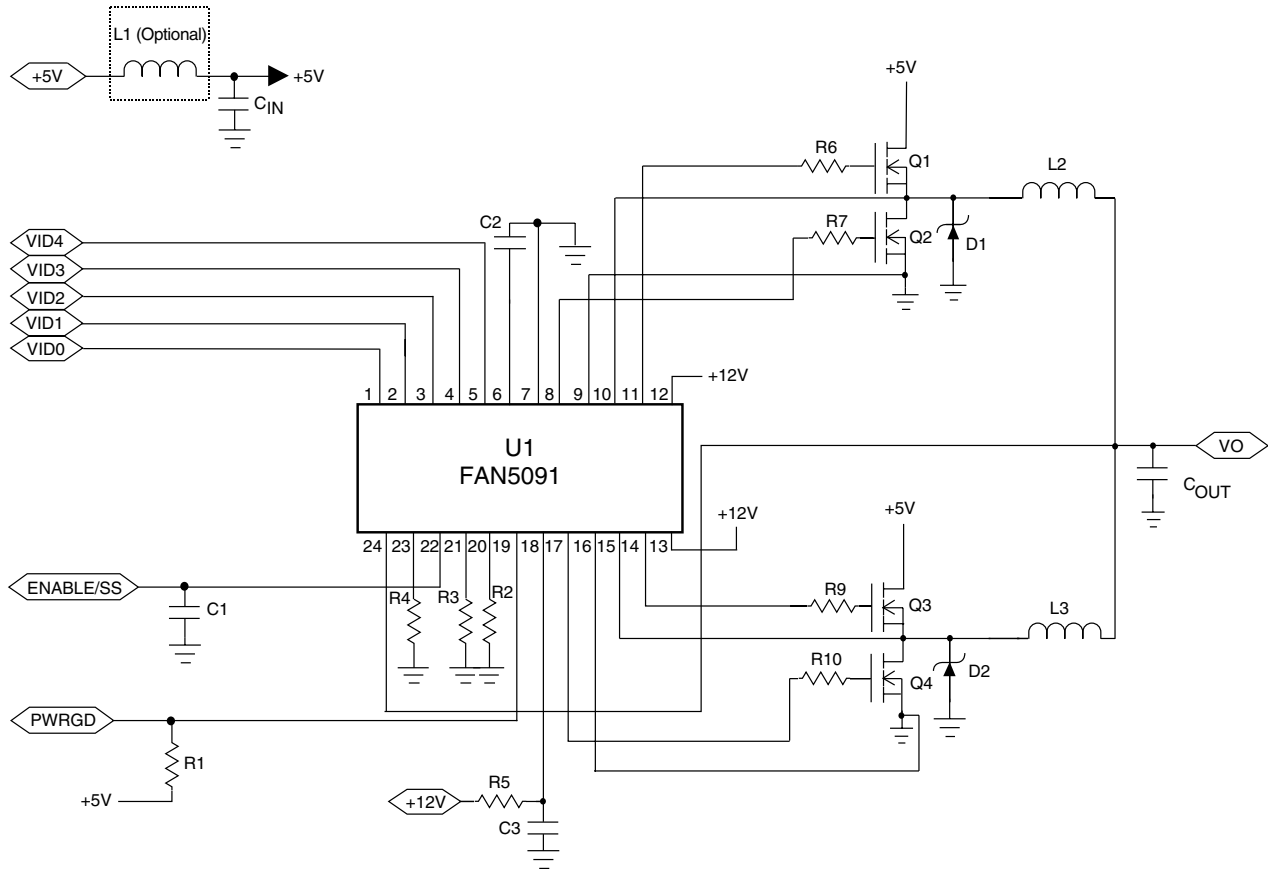 L1 (Optional)
+5V
+5V
CIN
+5V
R6
Q1
L2
C2
R7
Q2
D1
VID4
VID3
VID2
VID1
VID0
+12V
1 2 3 4 5 6 7 8 9 10 11 12
U1
FAN5091
VO
COUT
+12V
+5V
24 23 22 21 20 19 18 17 16 15 14 13
ENABLE/SS
C1
R4
R3
R2
R9
Q3
L3
R10
Q4
D2
PWRGD
R1
+5V
+12V
R5
C3